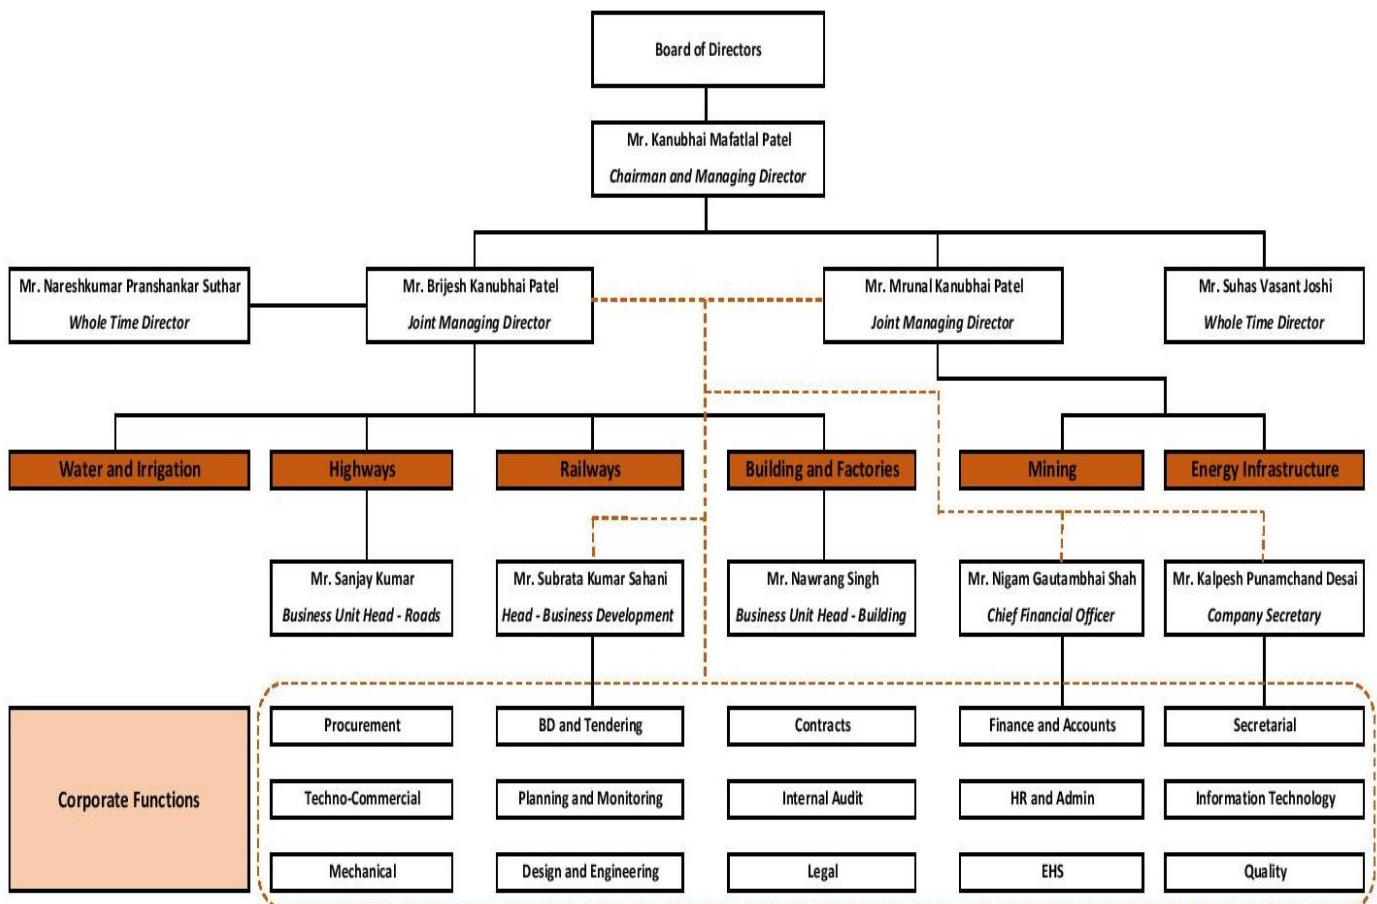 Board of Directors
Mr. Kanubhai Mafatlal Patel
Chairman and Managing Director
Mr. Nareshkumar Pranshankar Suthar
Whole Time Director
Mr. Brijesh Kanubhai Patel
Joint Managing Director
Mr. Mrunal Kanubhai Patel
Joint Managing Director
Mr. Suhas Vasant Joshi
Whole Time Director
Water and Irrigation
Highways
Railways
Building and Factories
Mining
Energy Infrastructure
Mr. Sanjay Kumar
Business Unit Head - Roads
Mr. Subrata Kumar Sahani
Head - Business Development
Mr. Nawrang Singh
Business Unit Head - Building
Mr. Nigam Gautambhai Shah
Chief Financial Officer
Mr. Kalpesh Punamchand Desai
Company Secretary
Corporate Functions
Procurement
BD and Tendering
Contracts
Finance and Accounts
Secretarial
Techno-Commercial
Planning and Monitoring
Internal Audit
HR and Admin
Information Technology
Mechanical
Design and Engineering
Legal
EHS
Quality